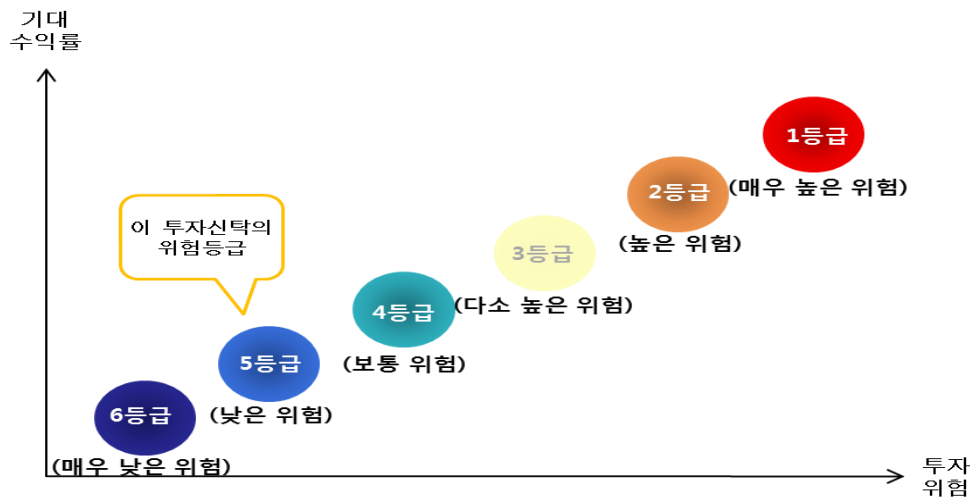 기대
수익률
1등급
(매우 높은 위험)
2등급
(높은 위험)
이 투자신탁의
위험등급
3등급
(다소 높은 위험)
4등급
(보통 위험)
5등급
(낮은 위험)
6등급
(매우 낮은 위험)
투자
위험